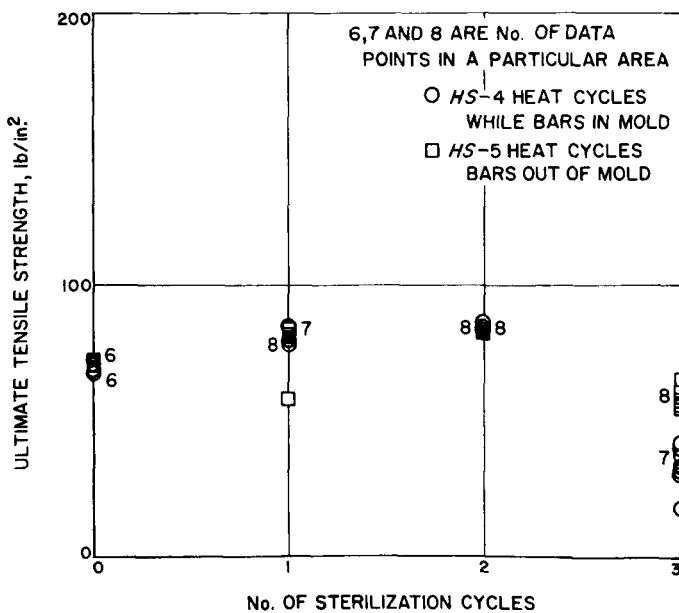 200
6,7 AND 8 ARE No. OF DATA
POINTS IN A PARTICULAR AREA
HS-4 HEAT CYCLES
WHILE BARS IN MOLD
HS-5 HEAT CYCLES
BARS OUT OF MOLD
ULTIMATE TENSILE STRENGTH, lb/in².
100
6
6
7
8
8
8
8
7
0
0
1
2
3
No. OF STERILIZATION CYCLES